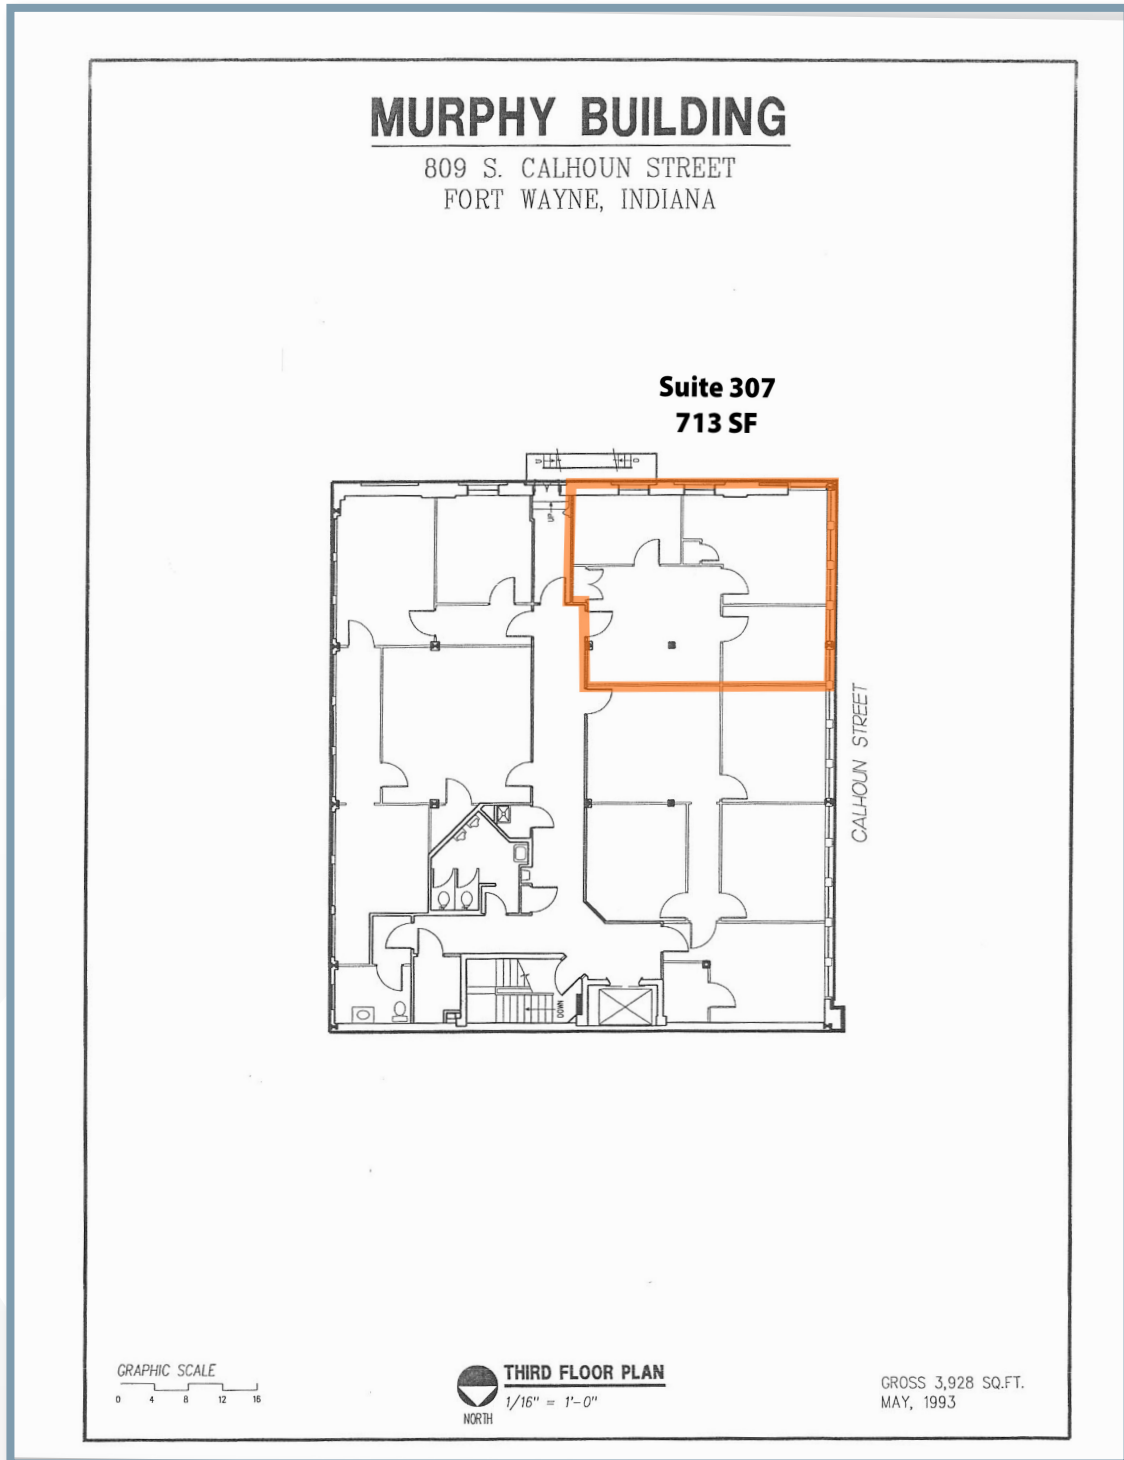 MURPHY BUILDING
809 S. CALHOUN STREET
FORT WAYNE, INDIANA
Suite 307
713 SF
U
D
UP
CALHOUN STREET
DOWN
GRAPHIC SCALE
0 4 8 12 16
NORTH
THIRD FLOOR PLAN
1/16" = 1'-0"
GROSS 3,928 SQ.FT.
MAY, 1993